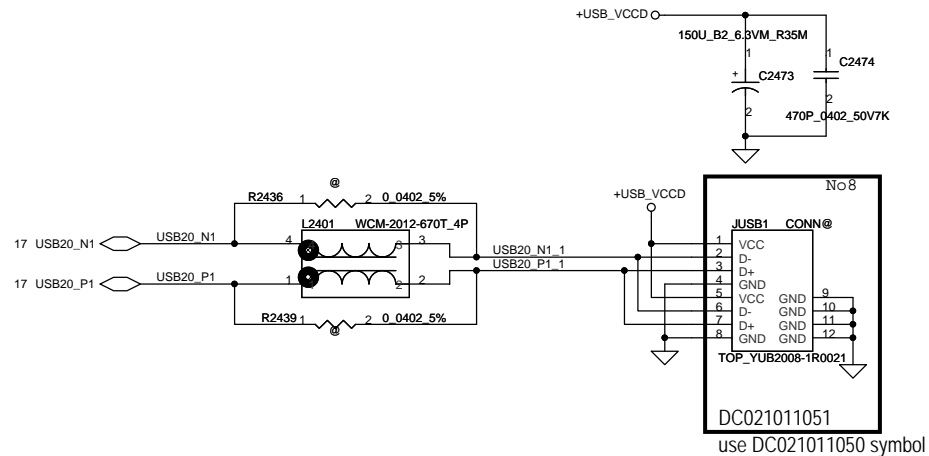 +USB_VCCD
150U_B2_6.3VM_R35M
1
+
C2473
2
1
C2474
2
470P_0402_50V7K
@
R2436 1 2 0_0402_5%
L2401 WCM-2012-670T_4P
17 USB20_N1 USB20_N1 4 3 3 USB20_N1_1
17 USB20_P1 USB20_P1 1 2 2 USB20_P1_1
R2439 1 2 0_0402_5%
@
+USB_VCCD
No8
JUSB1 CONN@
1 VCC
2 D-
3 D+
4 GND
5 VCC GND 9
6 D- GND 10
7 D+ GND 11
8 GND GND 12
TOP_YUB2008-1R0021
DC021011051
use DC021011050 symbol